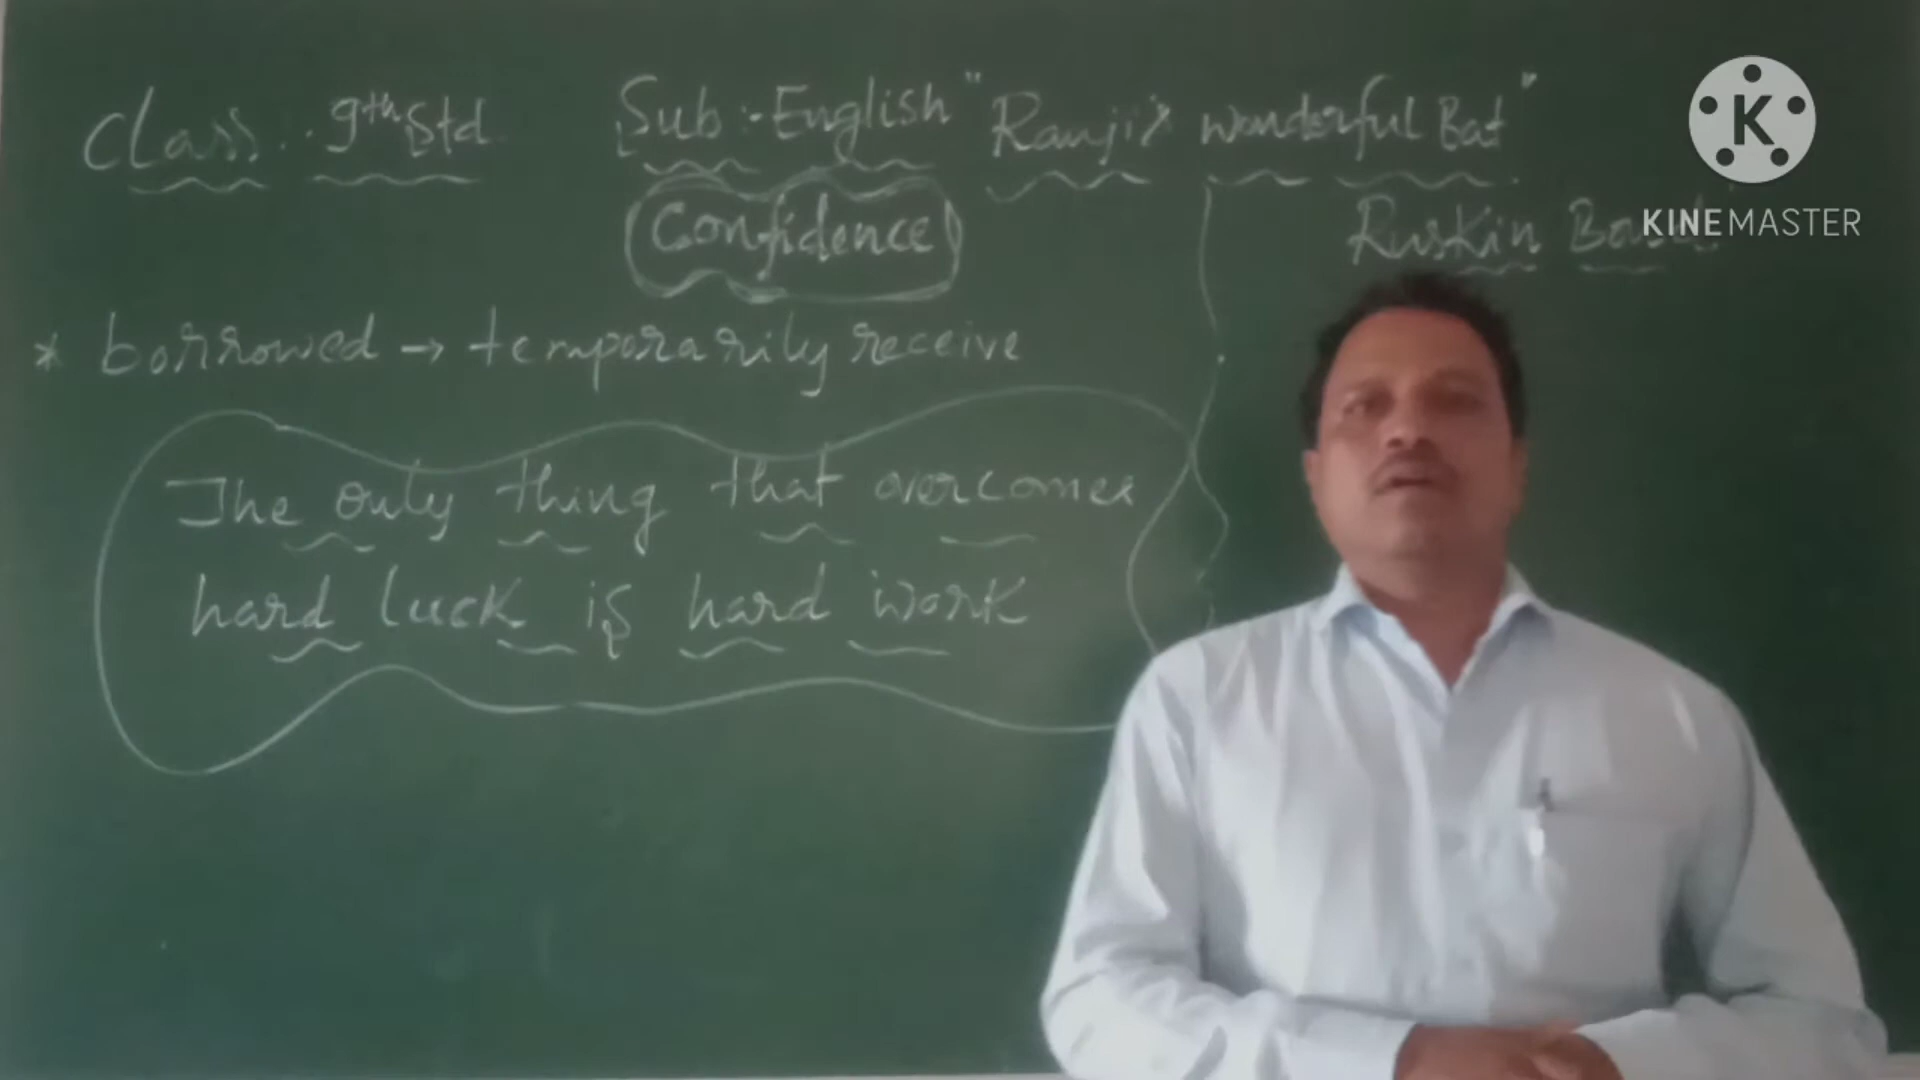 Class . 9th Std Sub :- English "Ranji's wonderful Bat"
Confidence
Ruskin Bond
* borrowed → temporarily receive
The only thing that overcomes
hard luck is hard work
K
KINEMASTER